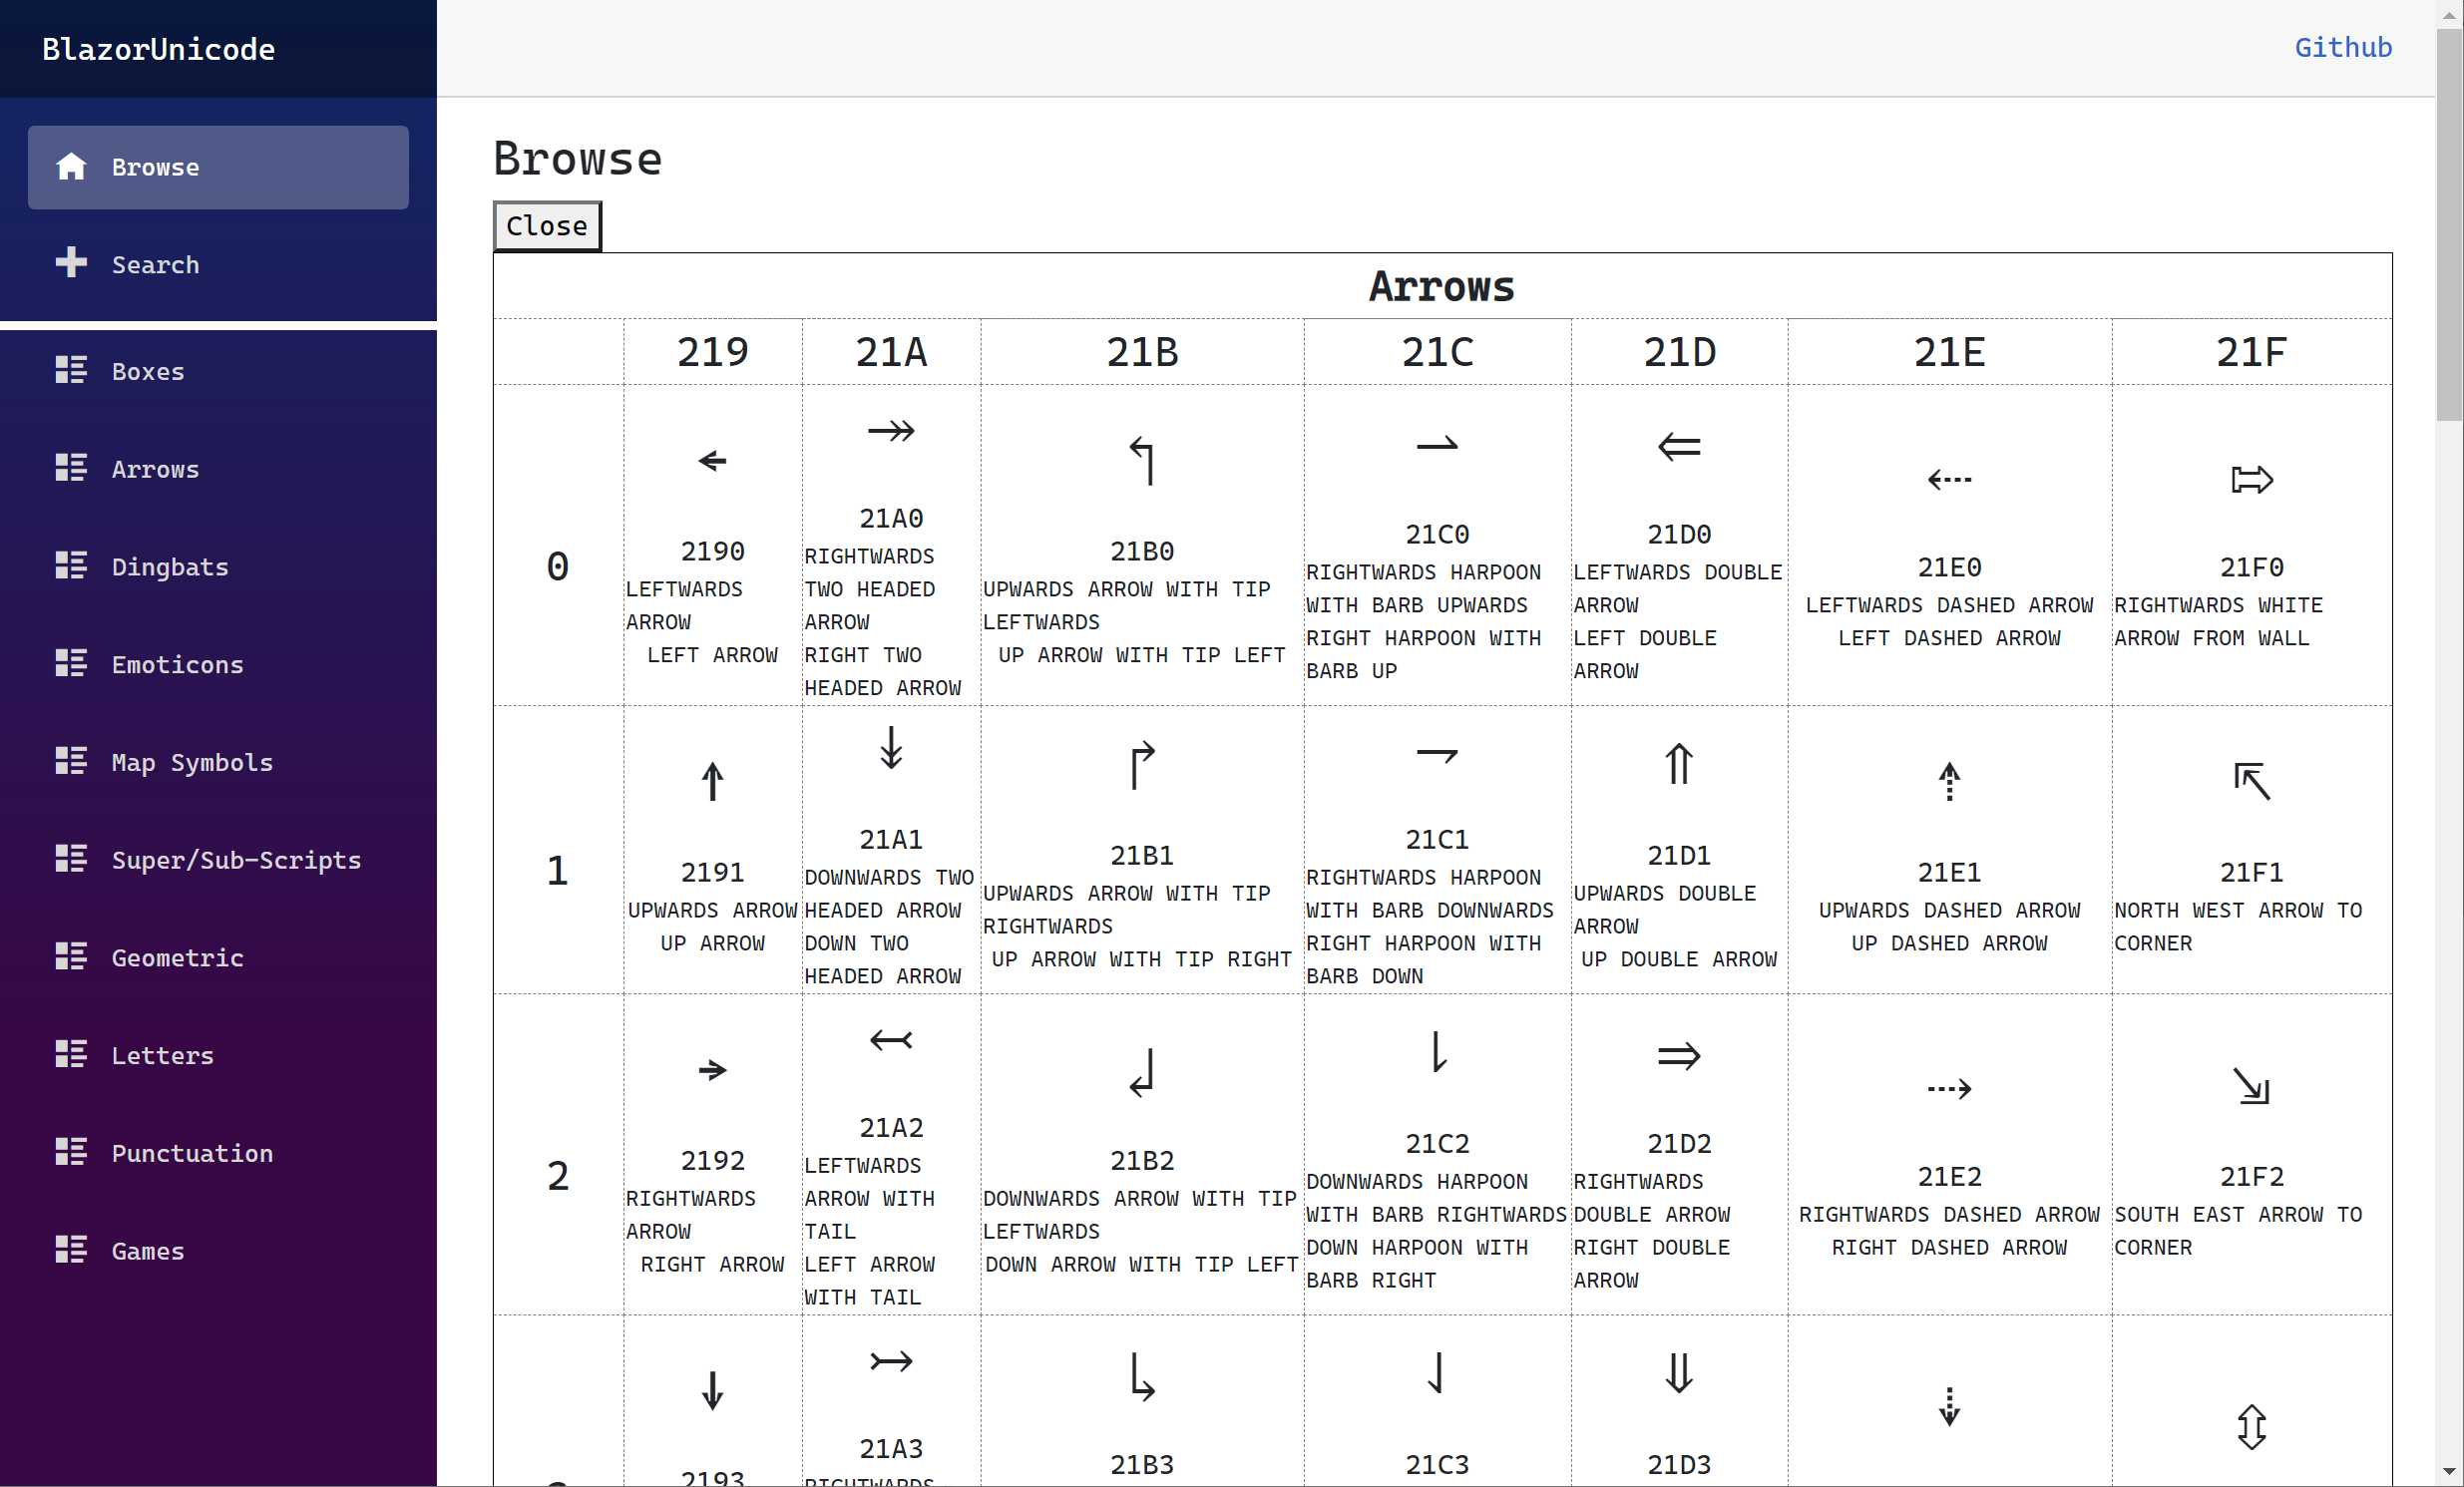 BlazorUnicode
Github
Browse
Search
Boxes
Arrows
Dingbats
Emoticons
Map Symbols
Super/Sub-Scripts
Geometric
Letters
Punctuation
Games
Browse
Close
Arrows
219 21A 21B 21C 21D 21E 21F
0
←
2190
LEFTWARDS
ARROW
LEFT ARROW
↠
21A0
RIGHTWARDS
TWO HEADED
ARROW
RIGHT TWO
HEADED ARROW
↰
21B0
UPWARDS ARROW WITH TIP
LEFTWARDS
UP ARROW WITH TIP LEFT
⇀
21C0
RIGHTWARDS HARPOON
WITH BARB UPWARDS
RIGHT HARPOON WITH
BARB UP
⇐
21D0
LEFTWARDS DOUBLE
ARROW
LEFT DOUBLE
ARROW
⇠
21E0
LEFTWARDS DASHED ARROW
LEFT DASHED ARROW
⇰
21F0
RIGHTWARDS WHITE
ARROW FROM WALL
1
↑
2191
UPWARDS ARROW
UP ARROW
↡
21A1
DOWNWARDS TWO
HEADED ARROW
DOWN TWO
HEADED ARROW
↱
21B1
UPWARDS ARROW WITH TIP
RIGHTWARDS
UP ARROW WITH TIP RIGHT
⇁
21C1
RIGHTWARDS HARPOON
WITH BARB DOWNWARDS
RIGHT HARPOON WITH
BARB DOWN
⇑
21D1
UPWARDS DOUBLE
ARROW
UP DOUBLE ARROW
⇡
21E1
UPWARDS DASHED ARROW
UP DASHED ARROW
⇱
21F1
NORTH WEST ARROW TO
CORNER
2
→
2192
RIGHTWARDS
ARROW
RIGHT ARROW
↢
21A2
LEFTWARDS
ARROW WITH
TAIL
LEFT ARROW
WITH TAIL
↲
21B2
DOWNWARDS ARROW WITH TIP
LEFTWARDS
DOWN ARROW WITH TIP LEFT
⇂
21C2
DOWNWARDS HARPOON
WITH BARB RIGHTWARDS
DOWN HARPOON WITH
BARB RIGHT
⇒
21D2
RIGHTWARDS
DOUBLE ARROW
RIGHT DOUBLE
ARROW
⇢
21E2
RIGHTWARDS DASHED ARROW
RIGHT DASHED ARROW
⇲
21F2
SOUTH EAST ARROW TO
CORNER
↓
2193
↣
21A3
RIGHTWARDS
↳
21B3
⇃
21C3
⇓
21D3
⇣
⇳